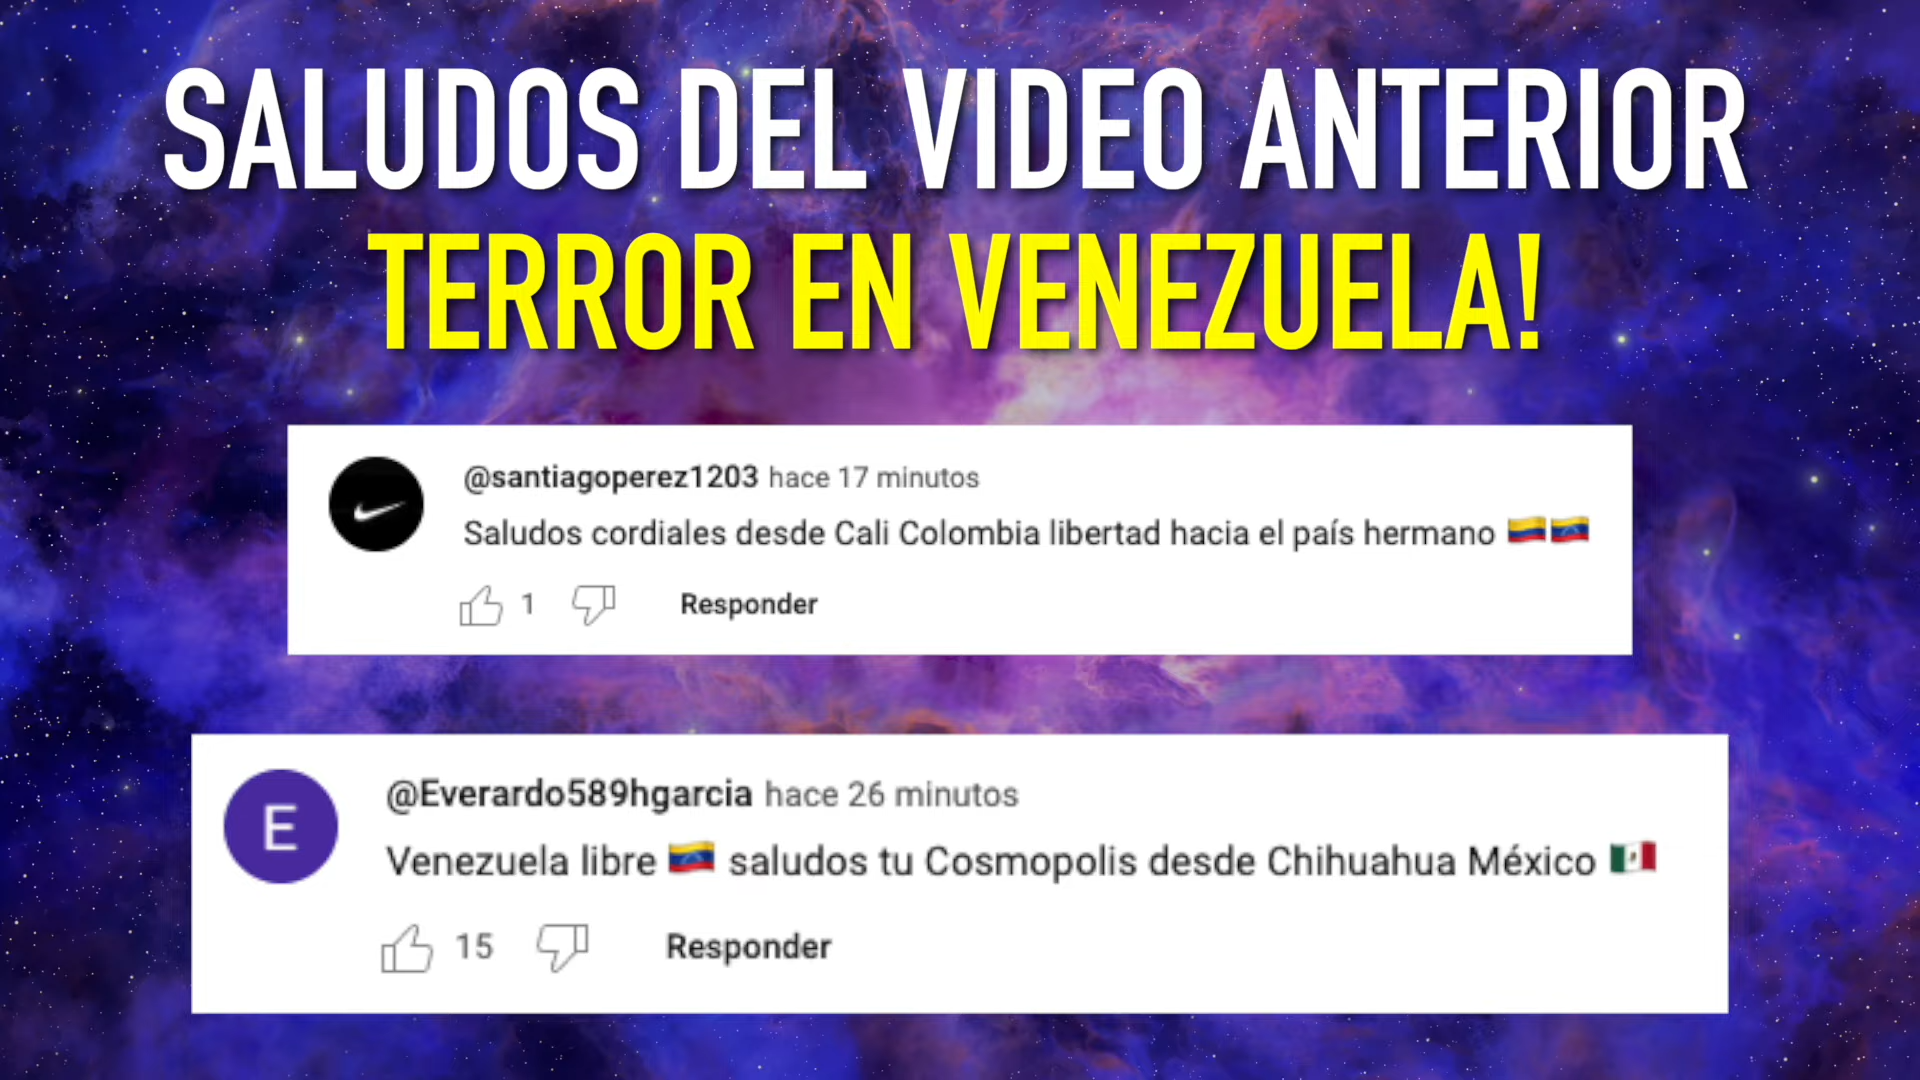 SALUDOS DEL VIDEO ANTERIOR
TERROR EN VENEZUELA!
@santiagoperez1203 hace 17 minutos
Saludos cordiales desde Cali Colombia libertad hacia el país hermano 🇨🇴🇻🇪
1 Responder
E
@Everardo589hgarcia hace 26 minutos
Venezuela libre 🇻🇪 saludos tu Cosmopolis desde Chihuahua México 🇲🇽
15 Responder